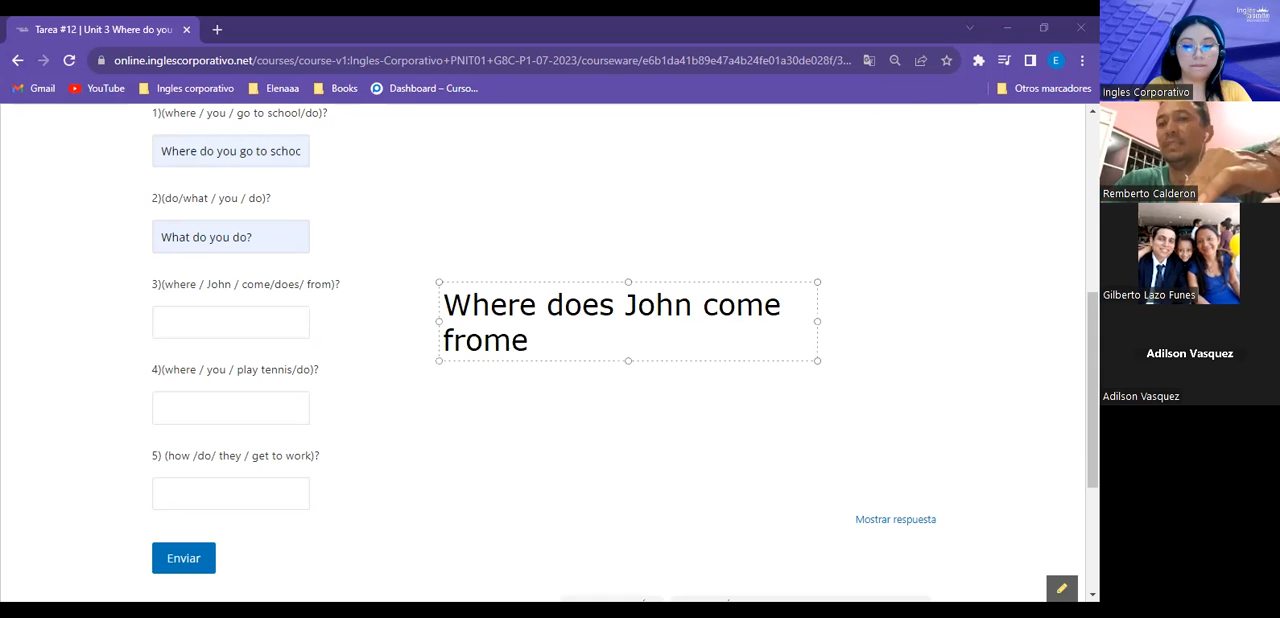 Tarea #12 | Unit 3 Where do you
online.inglescorporativo.net/courses/course-v1:Ingles-Corporativo+PNIT01+G8C-P1-07-2023/courseware/e6b1da41b89e47a4b24fe01a30de028f/3...
E
Gmail
YouTube
Ingles corporativo
Elenaaa
Books
Dashboard – Curso...
Otros marcadores
1)(where / you / go to school/do)?
Where do you go to schoc
2)(do/what / you / do)?
What do you do?
3)(where / John / come/does/ from)?
Where does John come
frome
4)(where / you / play tennis/do)?
5) (how /do/ they / get to work)?
Mostrar respuesta
Enviar
Ingles Corporativo
Remberto Calderon
Gilberto Lazo Funes
Adilson Vasquez
Adilson Vasquez